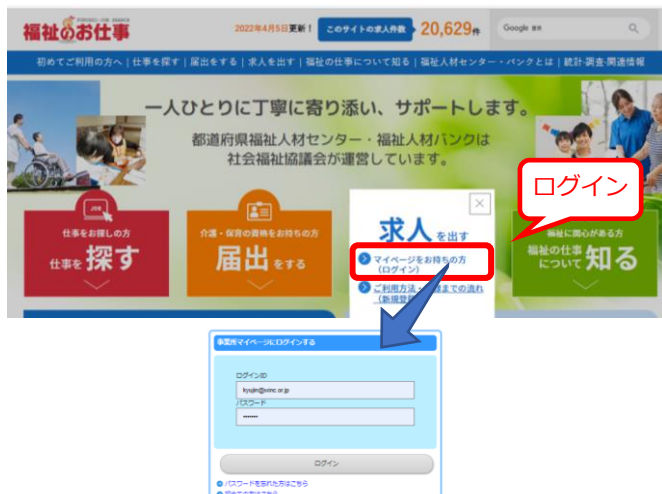 福祉のお仕事
2022年4月5日更新!
このサイトの求人件数
20,629件
Google
初めてご利用の方へ | 仕事を探す | 届出をする | 求人を出す | 福祉の仕事について知る | 福祉人材センター・バンクとは | 統計・調査・関連情報
一人ひとりに丁寧に寄り添い、サポートします。
都道府県福祉人材センター・福祉人材バンクは
社会福祉協議会が運営しています。
ログイン
JOB
仕事をお探しの方
仕事を 探す
介護・保育の資格をお持ちの方
届出 をする
求人 を出す
マイページをお持ちの方
(ログイン)
ご利用方法・
までの流れ
(新規登
福祉に関心がある方
福祉の仕事
について 知る
事業所マイページにログインする
ログインID
パスワード
•••••••
ログイン
パスワードを忘れた方はこちら